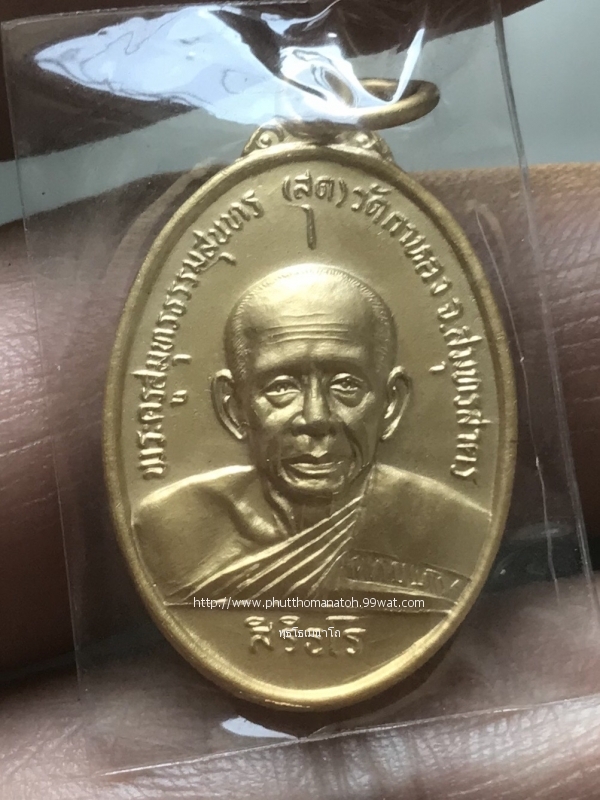 พระครูสมุทรธรรมสุนทร (สุด) วัดกาหลง จ.สมุทรสาคร
http://www.phutthomanatoh.99wat.com
พุธโธมนาโถ
สิริธโร